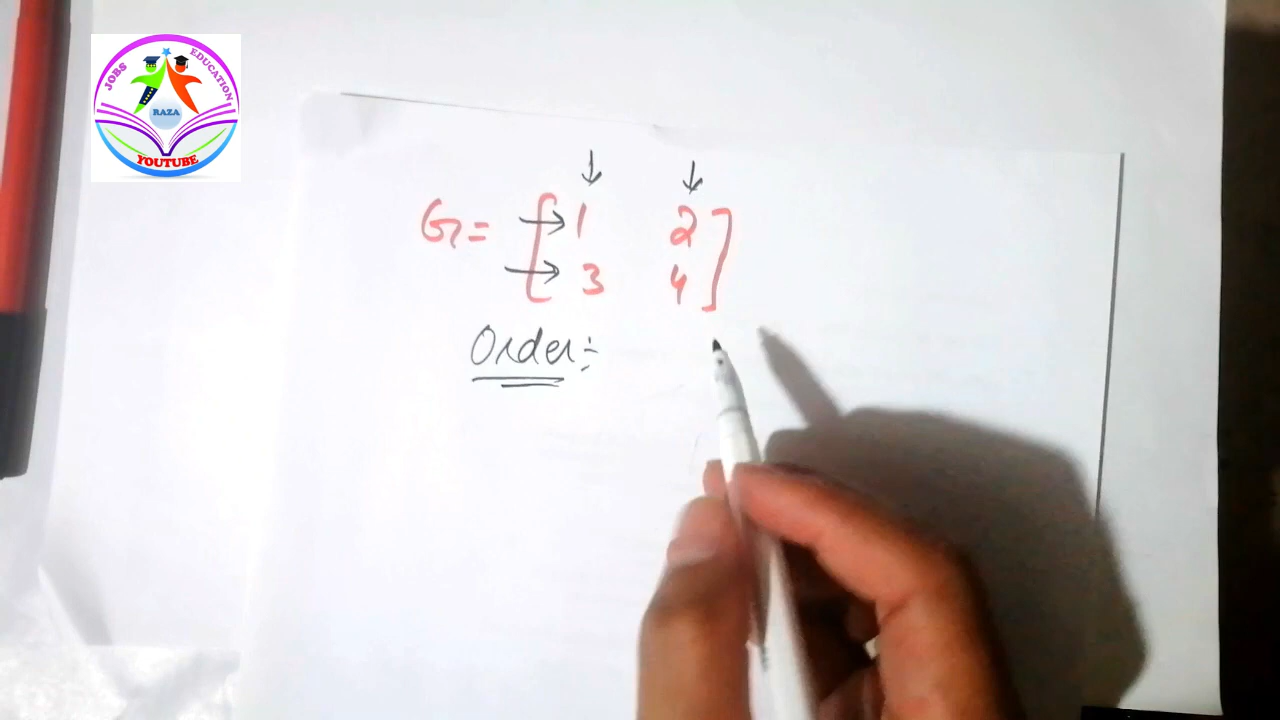 JOBS EDUCATION
RAZA
YOUTUBE
↓ ↓
G = [ → 1 2 ]
→ 3 4
Order: